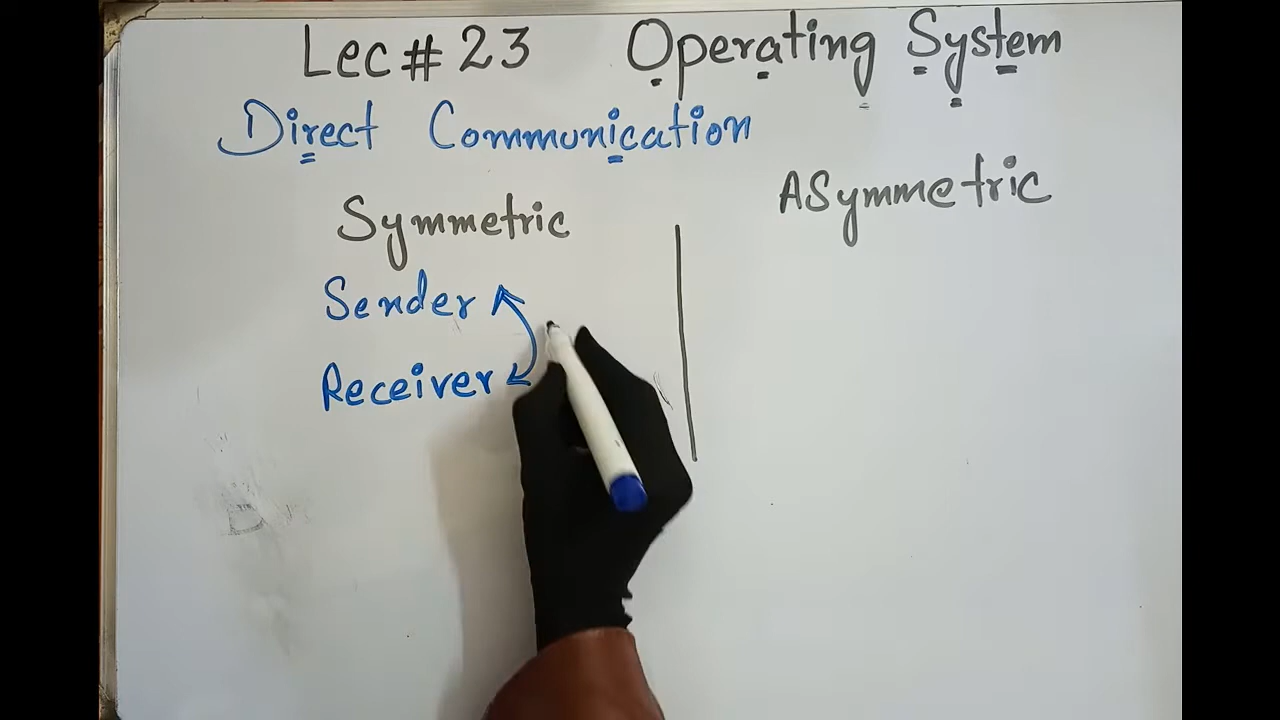 Lec # 23 Operating System
Direct Communication
Symmetric
ASymmetric
Sender
Receiver